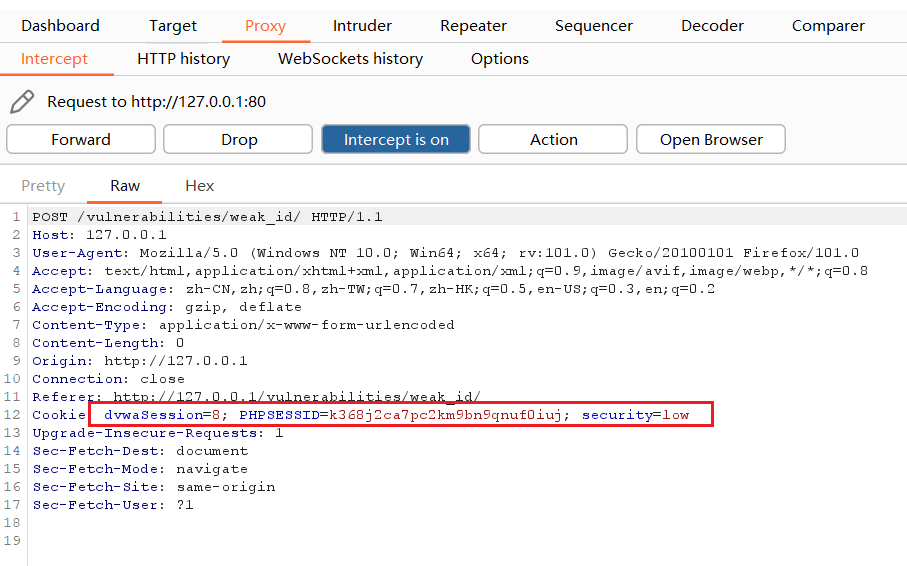 Dashboard Target Proxy Intruder Repeater Sequencer Decoder Comparer
Intercept HTTP history WebSockets history Options
Request to http://127.0.0.1:80
Forward Drop Intercept is on Action Open Browser
Pretty Raw Hex
1 POST /vulnerabilities/weak_id/ HTTP/1.1
2 Host: 127.0.0.1
3 User-Agent: Mozilla/5.0 (Windows NT 10.0; Win64; x64; rv:101.0) Gecko/20100101 Firefox/101.0
4 Accept: text/html,application/xhtml+xml,application/xml;q=0.9,image/avif,image/webp,*/*;q=0.8
5 Accept-Language: zh-CN,zh;q=0.8,zh-TW;q=0.7,zh-HK;q=0.5,en-US;q=0.3,en;q=0.2
6 Accept-Encoding: gzip, deflate
7 Content-Type: application/x-www-form-urlencoded
8 Content-Length: 0
9 Origin: http://127.0.0.1
10 Connection: close
11 Referer: http://127.0.0.1/vulnerabilities/weak_id/
12 Cookie dvwaSession=8; PHPSESSID=k368j2ca7pc2km9bn9qnuf0iuj; security=low
13 Upgrade-Insecure-Requests: 1
14 Sec-Fetch-Dest: document
15 Sec-Fetch-Mode: navigate
16 Sec-Fetch-Site: same-origin
17 Sec-Fetch-User: ?1
18
19